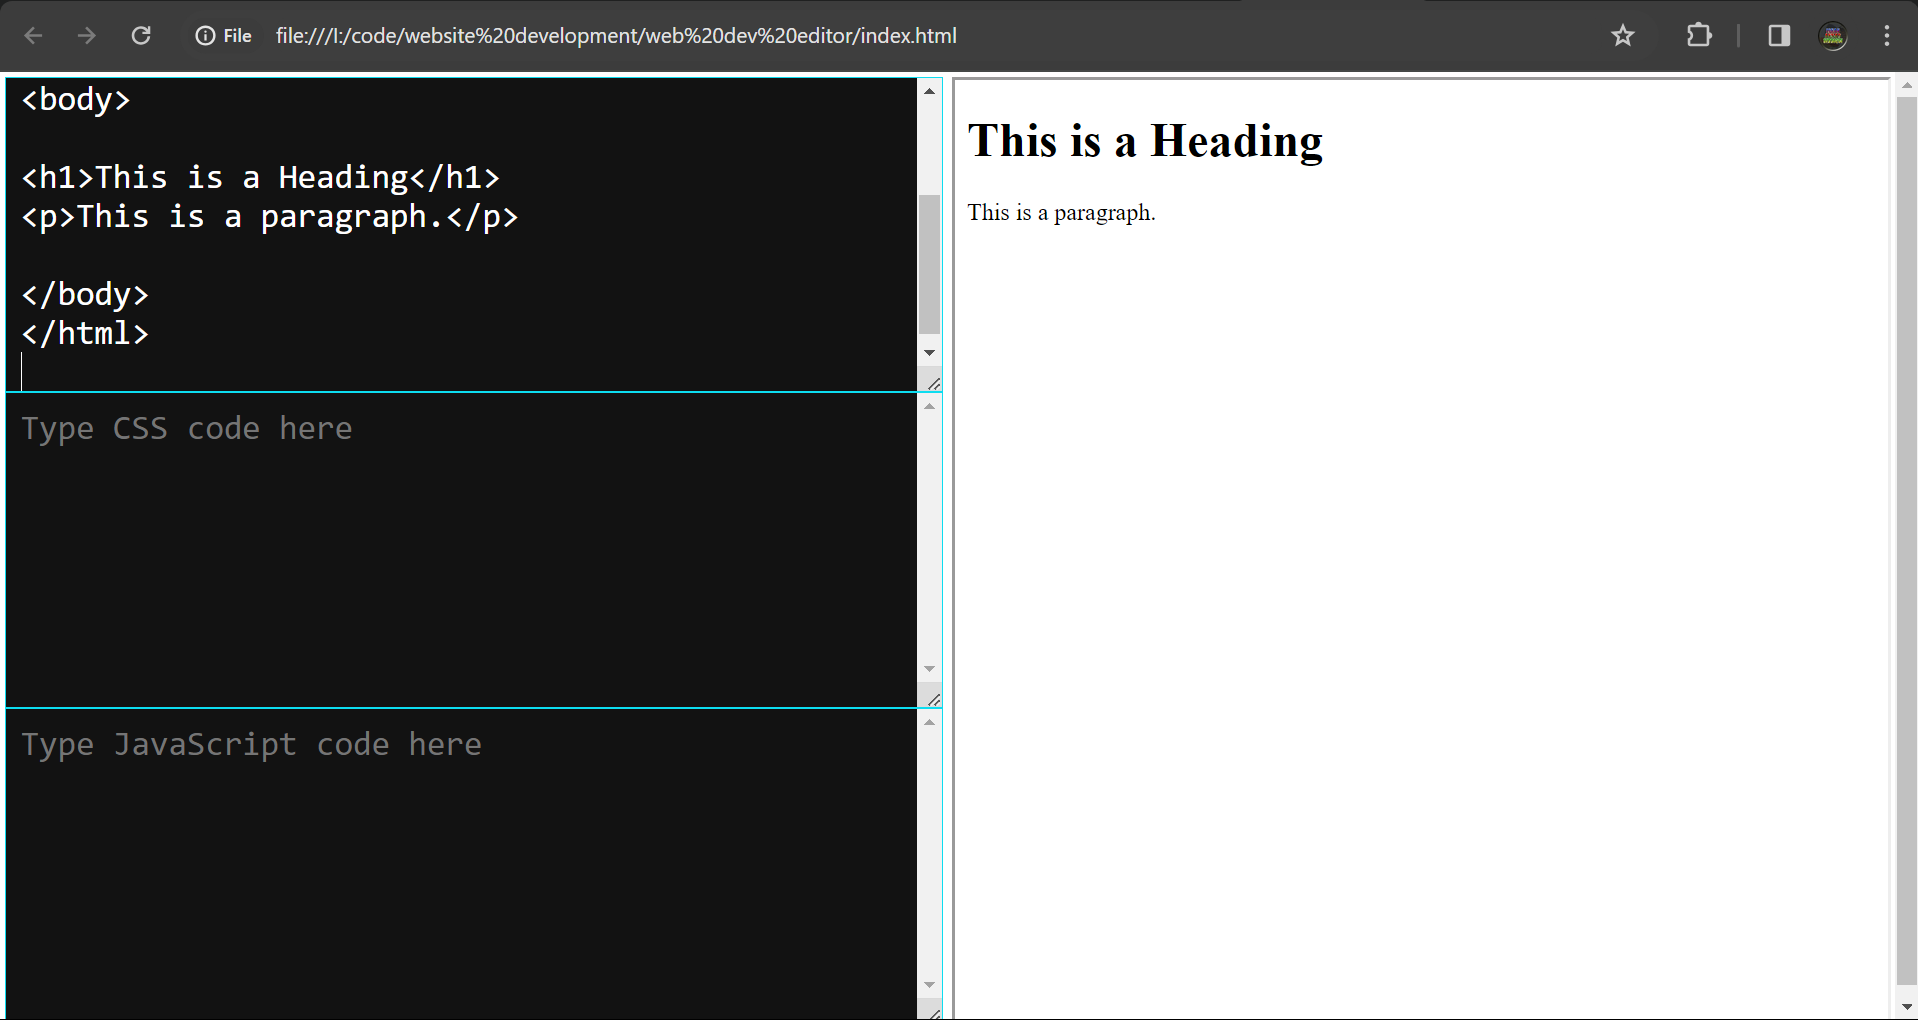 File file:///I:/code/website%20development/web%20dev%20editor/index.html
<body>
<h1>This is a Heading</h1>
<p>This is a paragraph.</p>
</body>
</html>
Type CSS code here
Type JavaScript code here
This is a Heading
This is a paragraph.